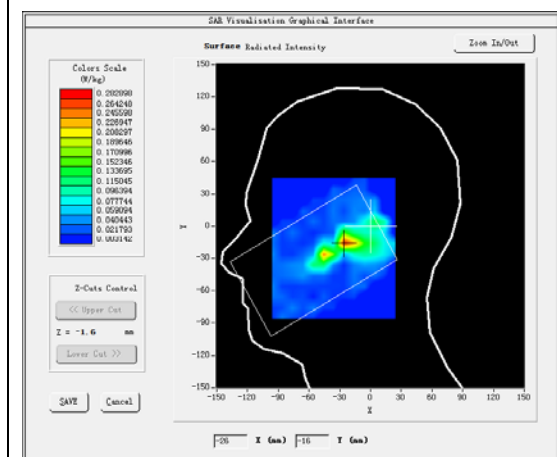 SAR Visualisation Graphical Interface
Surface Radiated Intensity
Zoom In/Out
Colors Scale
(W/kg)
0.282898
0.264248
0.245598
0.226947
0.208297
0.189646
0.170996
0.152346
0.133695
0.115045
0.096394
0.077744
0.059094
0.040443
0.021793
0.003142
150
90
60
30
0
-30
-60
-90
-120
-150
Y
-150 -120 -90 -60 -30 0 30 60 90 120 150
X
Z-Cuts Control
<< Upper Cut
Z = -1.6 mm
Lower Cut >>
SAVE Cancel
-26 X (mm) -16 Y (mm)